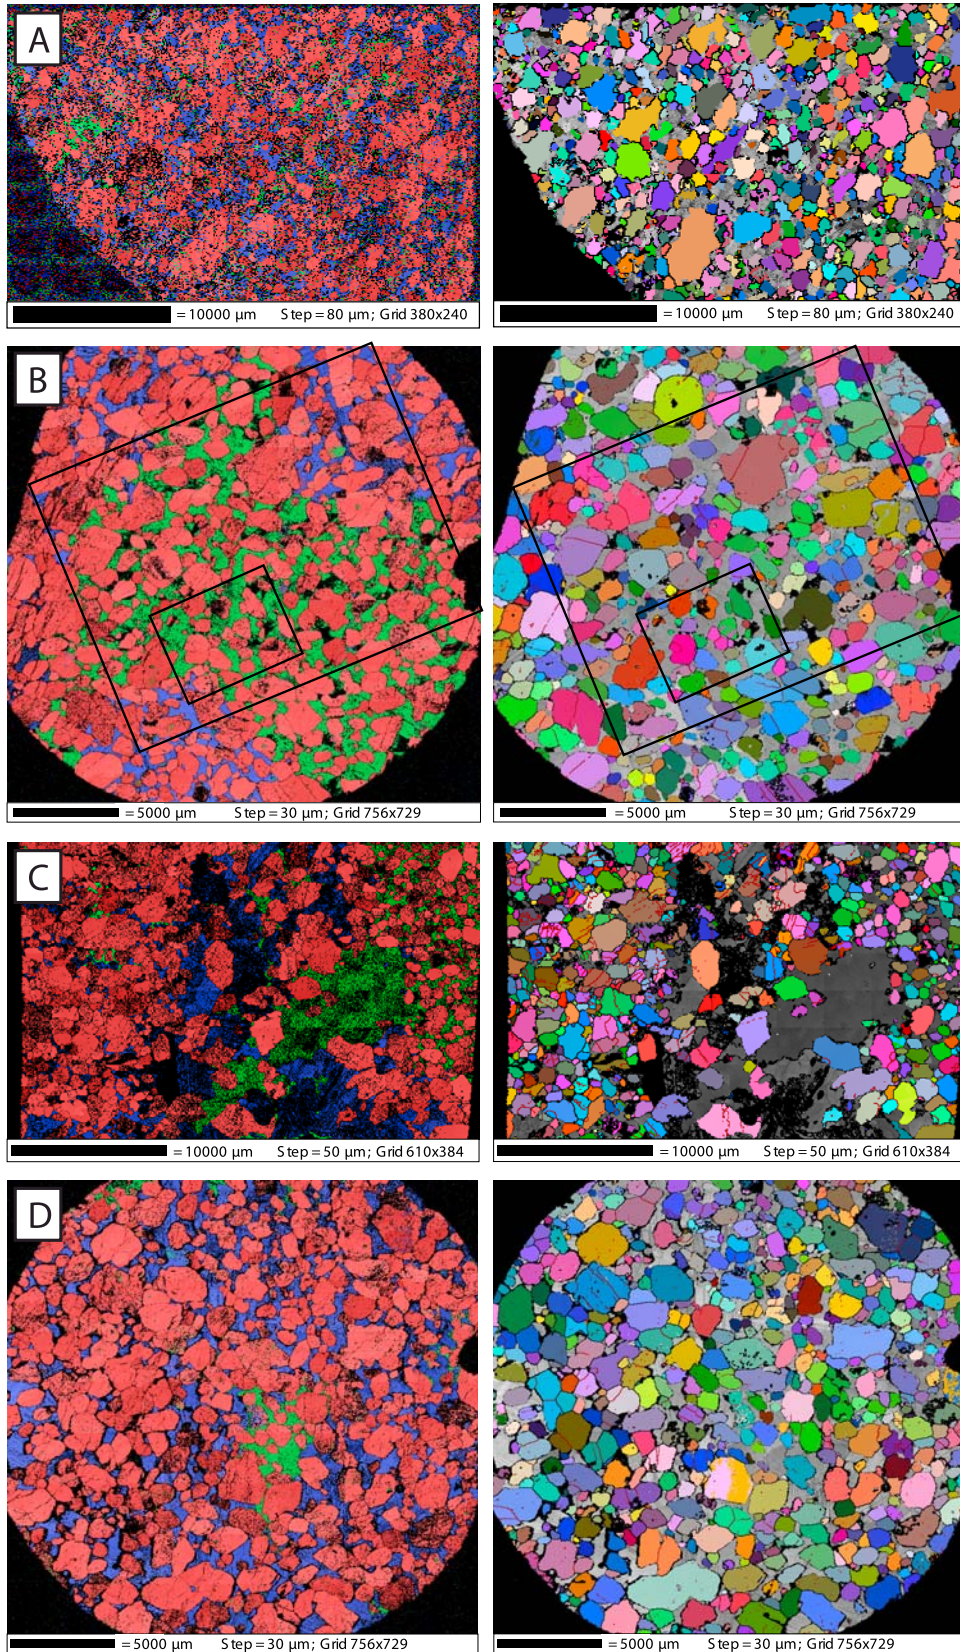 A
= 10000 µm Step = 80 µm; Grid 380x240
= 10000 µm Step = 80 µm; Grid 380x240
B
= 5000 µm Step = 30 µm; Grid 756x729
= 5000 µm Step = 30 µm; Grid 756x729
C
= 10000 µm Step = 50 µm; Grid 610x384
= 10000 µm Step = 50 µm; Grid 610x384
D
= 5000 µm Step = 30 µm; Grid 756x729
= 5000 µm Step = 30 µm; Grid 756x729